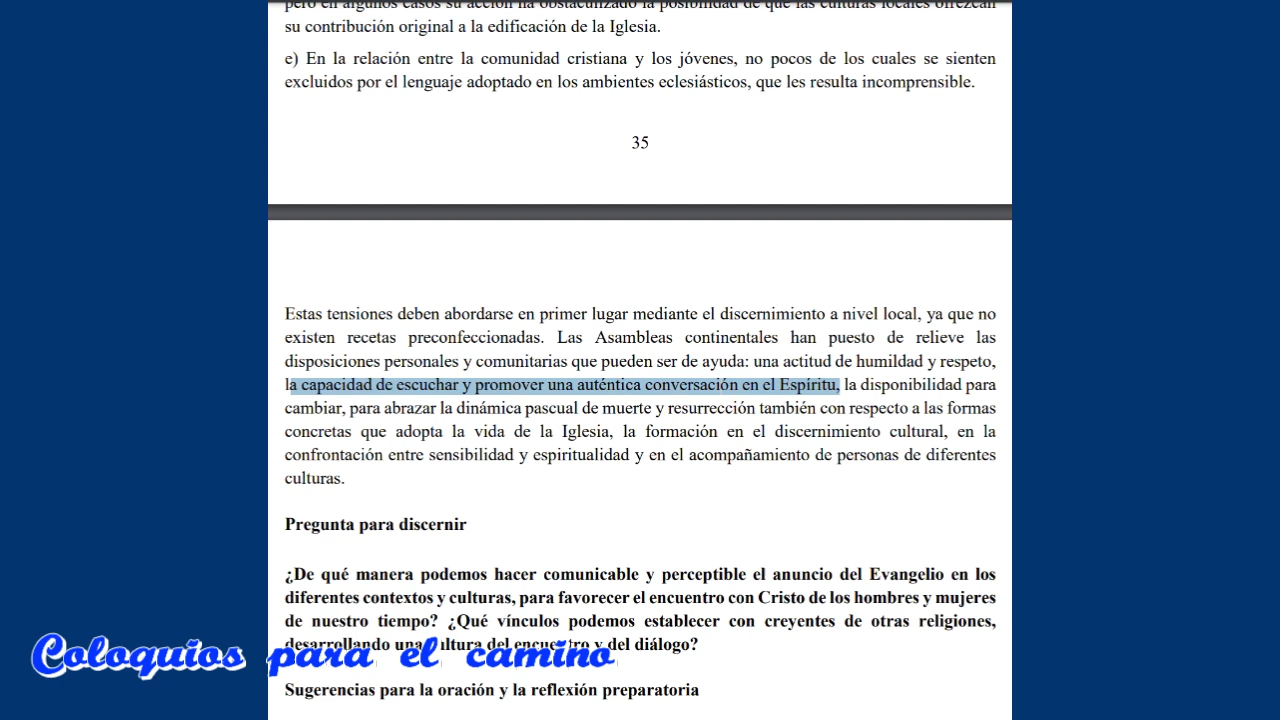 pero en algunos casos su acción ha obstaculizado la posibilidad de que las culturas locales ofrezcan
su contribución original a la edificación de la Iglesia.
e) En la relación entre la comunidad cristiana y los jóvenes, no pocos de los cuales se sienten
excluidos por el lenguaje adoptado en los ambientes eclesiásticos, que les resulta incomprensible.
35
Estas tensiones deben abordarse en primer lugar mediante el discernimiento a nivel local, ya que no
existen recetas preconfeccionadas. Las Asambleas continentales han puesto de relieve las
disposiciones personales y comunitarias que pueden ser de ayuda: una actitud de humildad y respeto,
la capacidad de escuchar y promover una auténtica conversación en el Espíritu, la disponibilidad para
cambiar, para abrazar la dinámica pascual de muerte y resurrección también con respecto a las formas
concretas que adopta la vida de la Iglesia, la formación en el discernimiento cultural, en la
confrontación entre sensibilidad y espiritualidad y en el acompañamiento de personas de diferentes
culturas.
Pregunta para discernir
¿De qué manera podemos hacer comunicable y perceptible el anuncio del Evangelio en los
diferentes contextos y culturas, para favorecer el encuentro con Cristo de los hombres y mujeres
de nuestro tiempo? ¿Qué vínculos podemos establecer con creyentes de otras religiones,
desarrollando una cultura del encuentro y del diálogo?
Coloquios para el camino
Sugerencias para la oración y la reflexión preparatoria